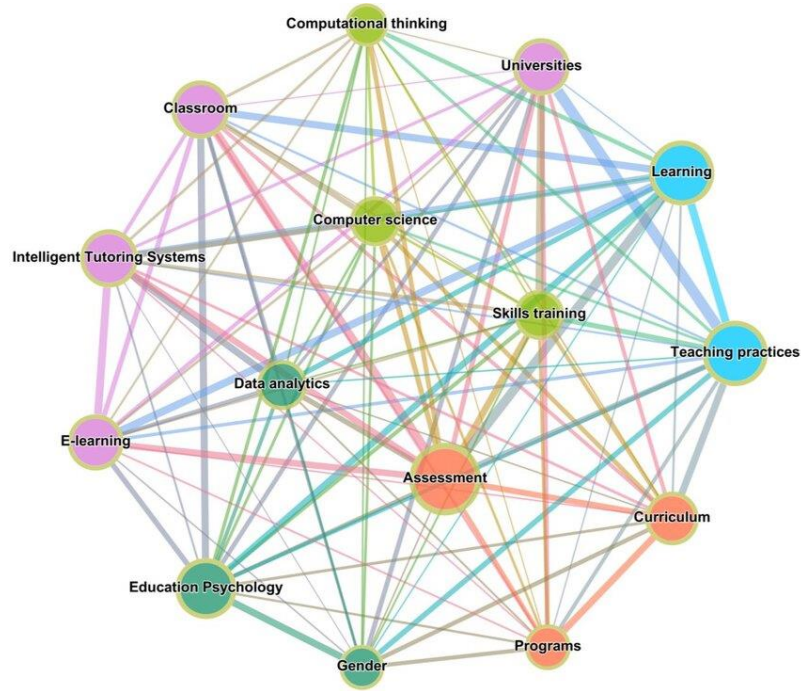 Computational thinking
Universities
Classroom
Learning
Computer science
Intelligent Tutoring Systems
Skills training
Teaching practices
Data analytics
E-learning
Assessment
Curriculum
Education Psychology
Programs
Gender